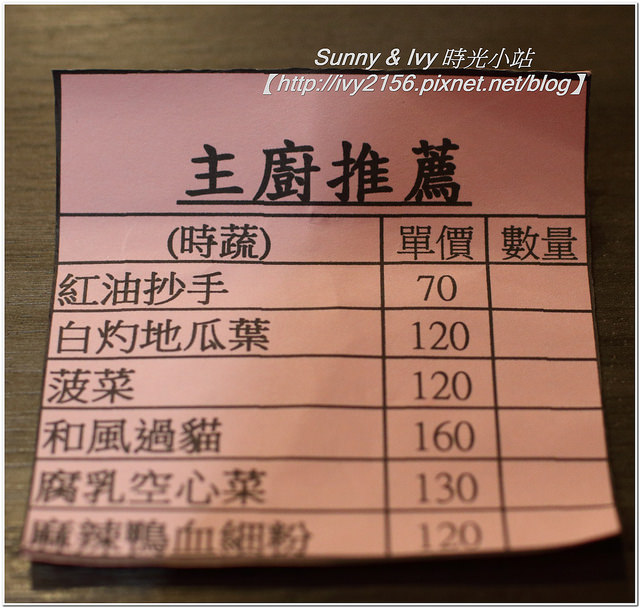 Sunny & Ivy 時光小站
【http://ivy2156.pixnet.net/blog】
主廚推薦
(時蔬) 單價 數量
紅油抄手 70
白灼地瓜葉 120
菠菜 120
和風過貓 160
腐乳空心菜 130
麻辣鴨血細粉 120